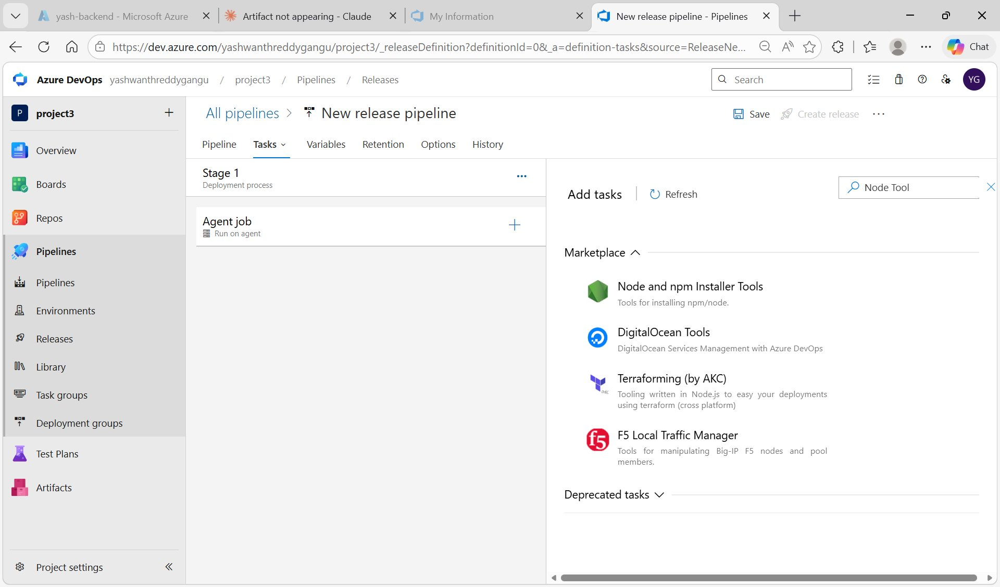 yash-backend - Microsoft Azure
Artifact not appearing - Claude
My Information
New release pipeline - Pipelines
https://dev.azure.com/yashwanthreddygangu/project3/_releaseDefinition?definitionId=0&_a=definition-tasks&source=ReleaseNe...
Chat
Azure DevOps yashwanthreddygangu / project3 / Pipelines / Releases
Search
YG
P project3
All pipelines > New release pipeline
Save
Create release
Pipeline
Tasks
Variables
Retention
Options
History
Overview
Boards
Repos
Pipelines
Pipelines
Environments
Releases
Library
Task groups
Deployment groups
Test Plans
Artifacts
Project settings
Stage 1
Deployment process
Agent job
Run on agent
Add tasks
Refresh
Node Tool
Marketplace
Node and npm Installer Tools
Tools for installing npm/node.
DigitalOcean Tools
DigitalOcean Services Management with Azure DevOps
AKC
Terraforming (by AKC)
Tooling written in Node.js to easy your deployments
using terraform (cross platform)
f5
F5 Local Traffic Manager
Tools for manipulating Big-IP F5 nodes and pool
members.
Deprecated tasks